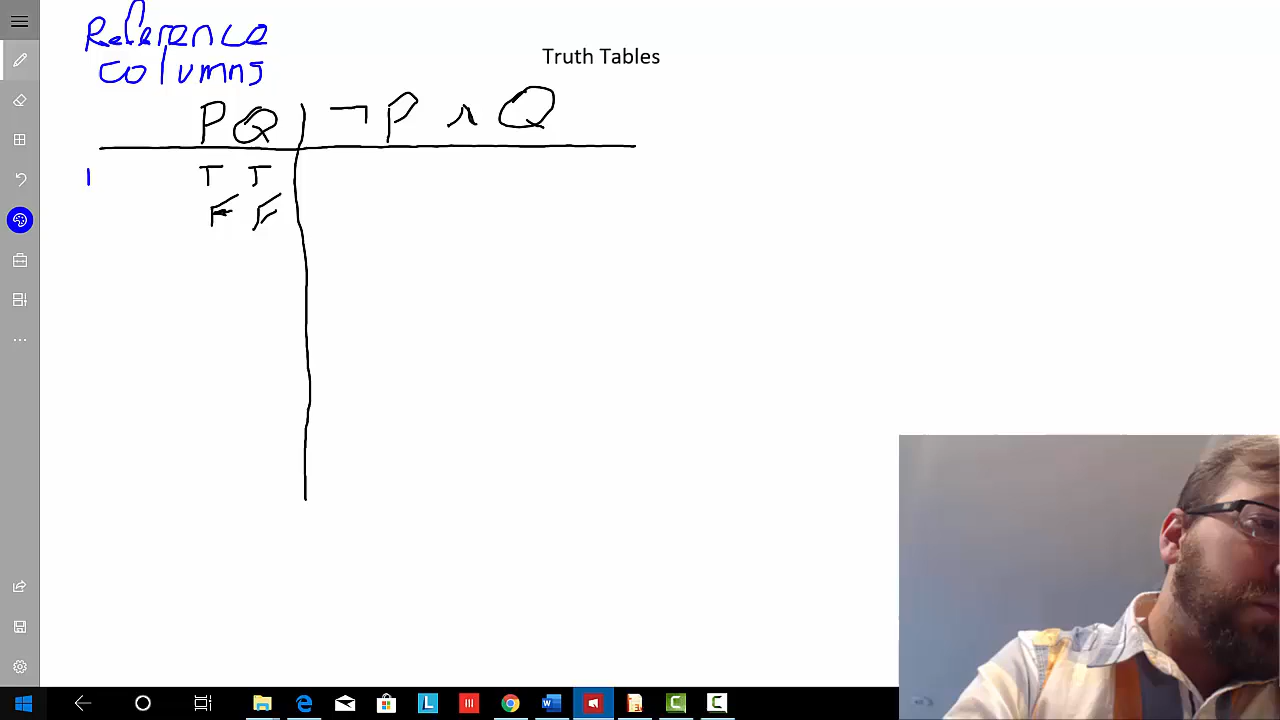 Reference
Truth Tables
columns
P Q ¬ P ∧ Q
1 T T
F F